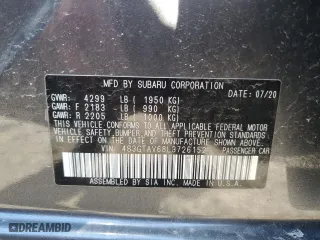 MFD BY SUBARU CORPORATION
DATE: 07/20
GVWR: 4299 LB ( 1950 KG)
GAWR: F 2183 LB ( 990 KG)
GAWR: R 2205 LB ( 1000 KG)
THIS VEHICLE CONFORMS TO ALL APPLICABLE FEDERAL MOTOR
VEHICLE SAFETY, BUMPER, AND THEFT PREVENTION STANDARDS
IN EFFECT ON THE DATE OF MANUFACTURE SHOWN ABOVE.
VIN: 4S3GTAV68L3726152 PASSENGER CAR
ASSEMBLED BY SIA INC. MADE IN U.S.A.